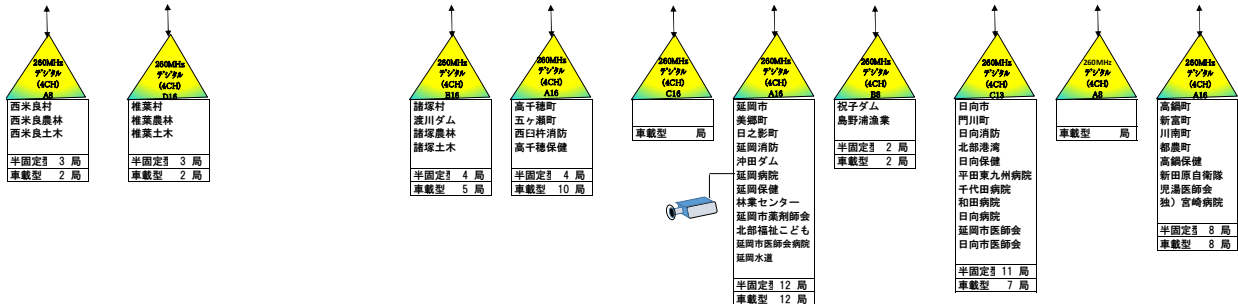 260MHz
デジタル
(4CH)
A8
西米良村
西米良農林
西米良土木
半固定型 3 局
車載型 2 局
260MHz
デジタル
(4CH)
D16
椎葉村
椎葉農林
椎葉土木
半固定型 3 局
車載型 2 局
260MHz
デジタル
(4CH)
B16
諸塚村
渡川ダム
諸塚農林
諸塚土木
半固定型 4 局
車載型 5 局
260MHz
デジタル
(4CH)
A16
高千穂町
五ヶ瀬町
西臼杵消防
高千穂保健
半固定型 4 局
車載型 10 局
260MHz
デジタル
(4CH)
C16
車載型 局
260MHz
デジタル
(4CH)
A16
延岡市
美郷町
日之影町
延岡消防
沖田ダム
延岡病院
延岡保健
林業センター
延岡市薬剤師会
北部福祉こども
延岡市医師会病院
延岡水道
半固定型 12 局
車載型 12 局
260MHz
デジタル
(4CH)
B8
祝子ダム
島野浦漁業
半固定型 2 局
車載型 2 局
260MHz
デジタル
(4CH)
C13
日向市
門川町
日向消防
北部港湾
日向保健
平田東九州病院
千代田病院
和田病院
日向病院
延岡市医師会
日向市医師会
半固定型 11 局
車載型 7 局
260MHz
デジタル
(4CH)
A8
車載型 局
260MHz
デジタル
(4CH)
A16
高鍋町
新富町
川南町
都農町
高鍋保健
新田原自衛隊
児湯医師会
独）宮崎病院
半固定型 8 局
車載型 8 局